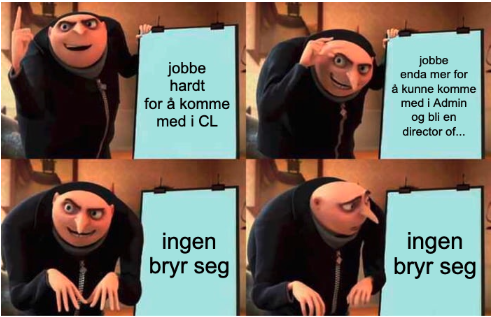 jobbe
hardt
for å komme
med i CL
jobbe
enda mer for
å kunne komme
med i Admin
og bli en
director of...
ingen
bryr seg
ingen
bryr seg